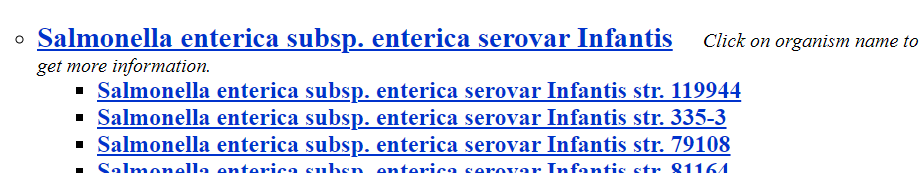 Salmonella enterica subsp. enterica serovar Infantis Click on organism name to
get more information.
Salmonella enterica subsp. enterica serovar Infantis str. 119944
Salmonella enterica subsp. enterica serovar Infantis str. 335-3
Salmonella enterica subsp. enterica serovar Infantis str. 79108
Salmonella enterica subsp. enterica serovar Infantis str. 81164